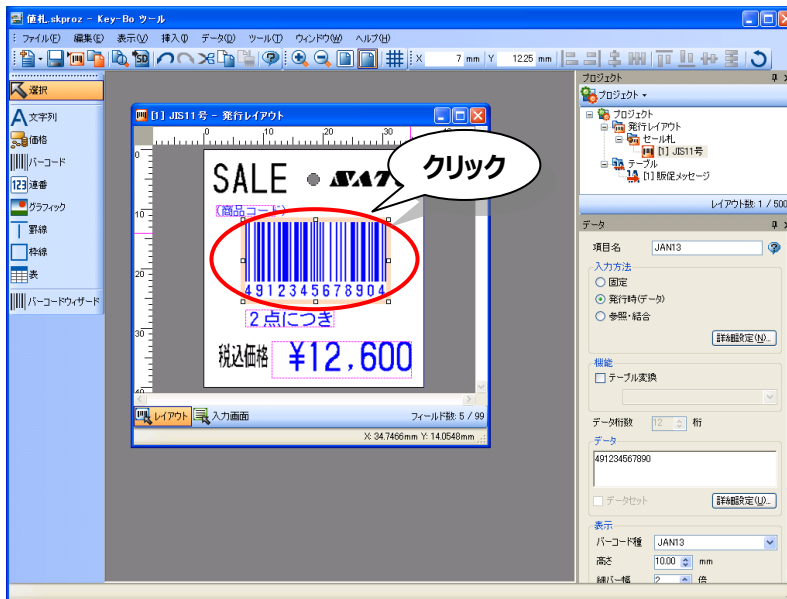 値札.skproz - Key-Bo ツール
ファイル(F) 編集(E) 表示(V) 挿入(I) データ(D) ツール(T) ウィンドウ(W) ヘルプ(H)
X 7 mm Y 12.25 mm
選択
文字列
価格
バーコード
連番
グラフィック
罫線
枠線
表
バーコードウィザード
[1] JIS11号 - 発行レイアウト
0 10 20 30
クリック
SALE
(商品コード)
4912345678904
2点につき
税込価格 ¥12,600
0
10
20
30
40
レイアウト 入力画面 フィールド数: 5 / 99
X: 34.7466mm Y: 14.0548mm
プロジェクト
プロジェクト
プロジェクト
発行レイアウト
セール札
[1] JIS11号
テーブル
[1] 販促メッセージ
レイアウト数: 1 / 500
データ
項目名 JAN13
入力方法
固定
発行時(データ)
参照・結合
詳細設定(N)...
機能
テーブル変換
データ桁数 12 桁
データ
491234567890
データセット 詳細設定(U)...
表示
バーコード種 JAN13
高さ 10.00 mm
細バー幅 2 倍